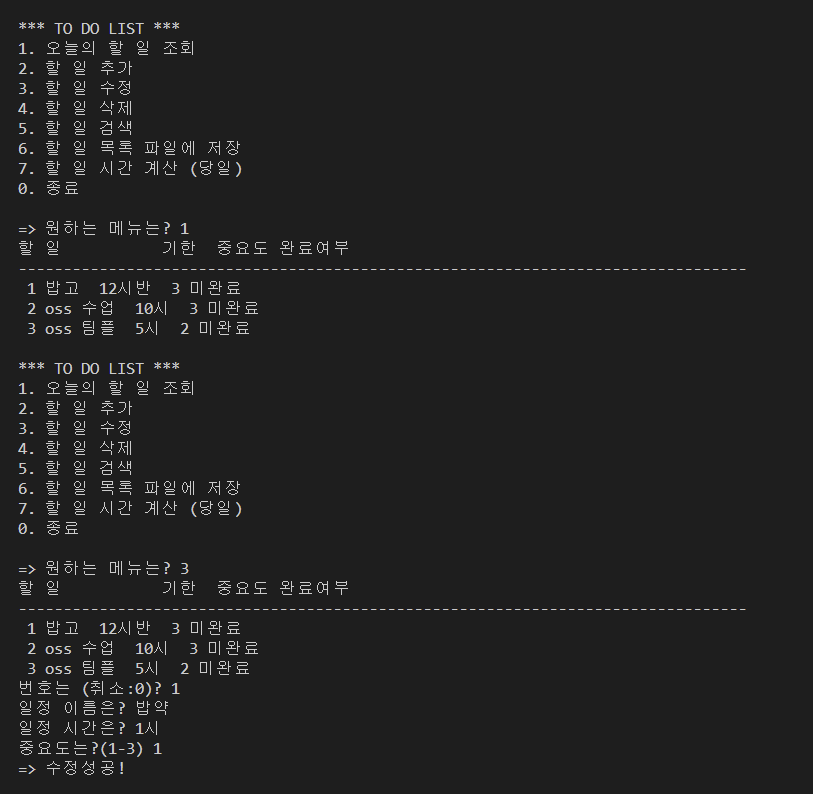 *** TO DO LIST ***
1. 오늘의 할 일 조회
2. 할 일 추가
3. 할 일 수정
4. 할 일 삭제
5. 할 일 검색
6. 할 일 목록 파일에 저장
7. 할 일 시간 계산 (당일)
0. 종료
=> 원하는 메뉴는? 1
할 일 기한 중요도 완료여부
---------------------------------------------------------------------------------
1 밥고 12시반 3 미완료
2 oss 수업 10시 3 미완료
3 oss 팀플 5시 2 미완료
*** TO DO LIST ***
1. 오늘의 할 일 조회
2. 할 일 추가
3. 할 일 수정
4. 할 일 삭제
5. 할 일 검색
6. 할 일 목록 파일에 저장
7. 할 일 시간 계산 (당일)
0. 종료
=> 원하는 메뉴는? 3
할 일 기한 중요도 완료여부
---------------------------------------------------------------------------------
1 밥고 12시반 3 미완료
2 oss 수업 10시 3 미완료
3 oss 팀플 5시 2 미완료
번호는 (취소:0)? 1
일정 이름은? 밥약
일정 시간은? 1시
중요도는?(1-3) 1
=> 수정성공!